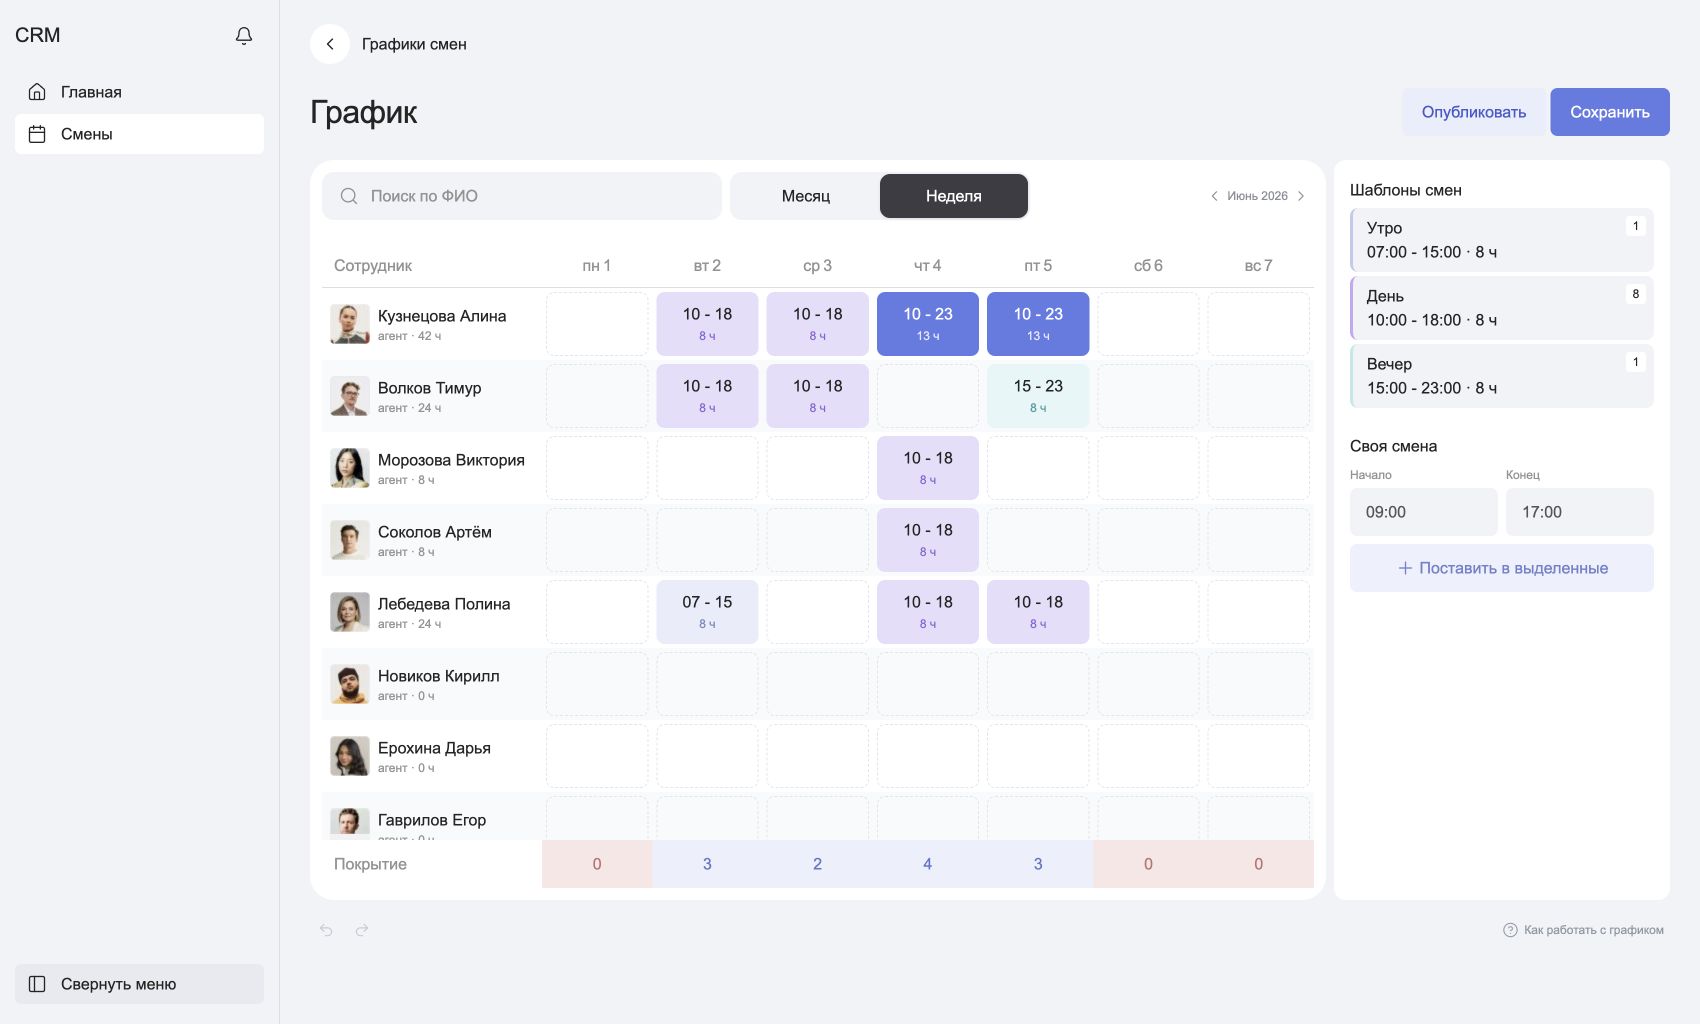 CRM
Главная
Смены
Свернуть меню
Графики смен
График
Опубликовать
Сохранить
Поиск по ФИО
Месяц
Неделя
Июнь 2026
Сотрудник
пн 1
вт 2
ср 3
чт 4
пт 5
сб 6
вс 7
Кузнецова Алина
агент · 42 ч
10 - 18
8 ч
10 - 18
8 ч
10 - 23
13 ч
10 - 23
13 ч
Волков Тимур
агент · 24 ч
10 - 18
8 ч
10 - 18
8 ч
15 - 23
8 ч
Морозова Виктория
агент · 8 ч
10 - 18
8 ч
Соколов Артём
агент · 8 ч
10 - 18
8 ч
Лебедева Полина
агент · 24 ч
07 - 15
8 ч
10 - 18
8 ч
10 - 18
8 ч
Новиков Кирилл
агент · 0 ч
Ерохина Дарья
агент · 0 ч
Гаврилов Егор
агент · 0 ч
Покрытие
0
3
2
4
3
0
0
Шаблоны смен
Утро
1
07:00 - 15:00 · 8 ч
День
8
10:00 - 18:00 · 8 ч
Вечер
1
15:00 - 23:00 · 8 ч
Своя смена
Начало
Конец
09:00
17:00
Поставить в выделенные
Как работать с графиком